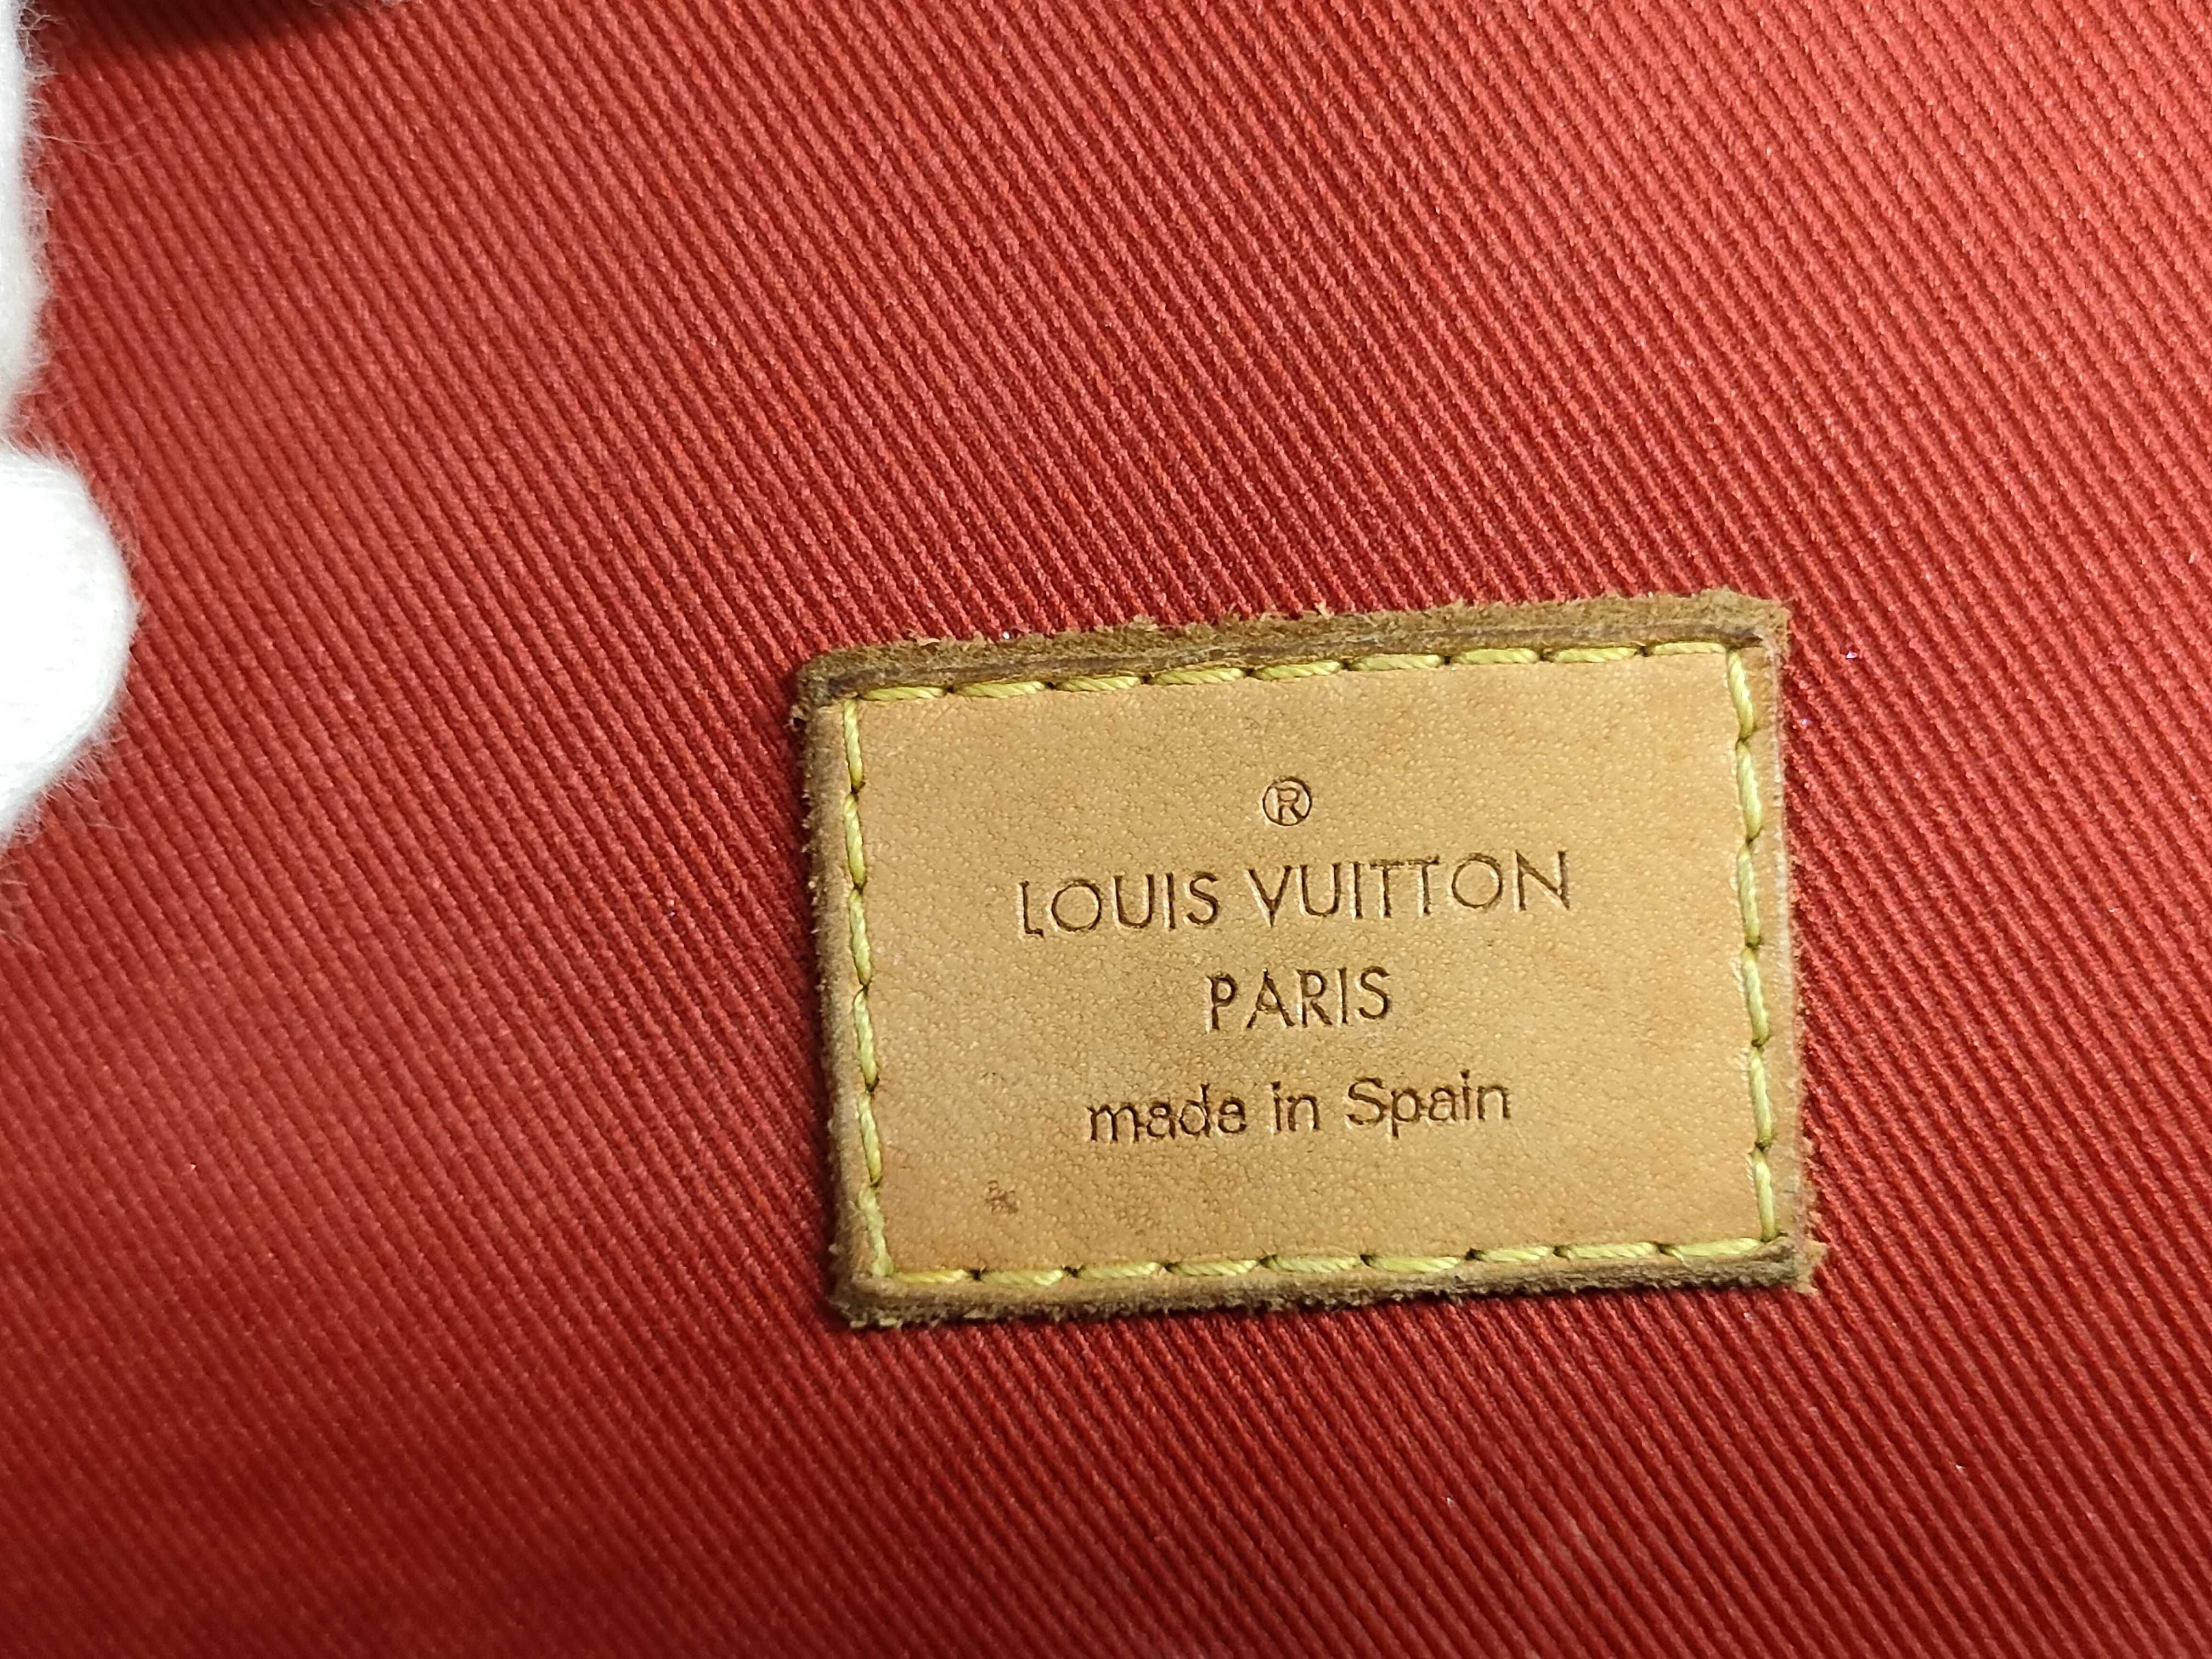 ®
LOUIS VUITTON
PARIS
made in Spain